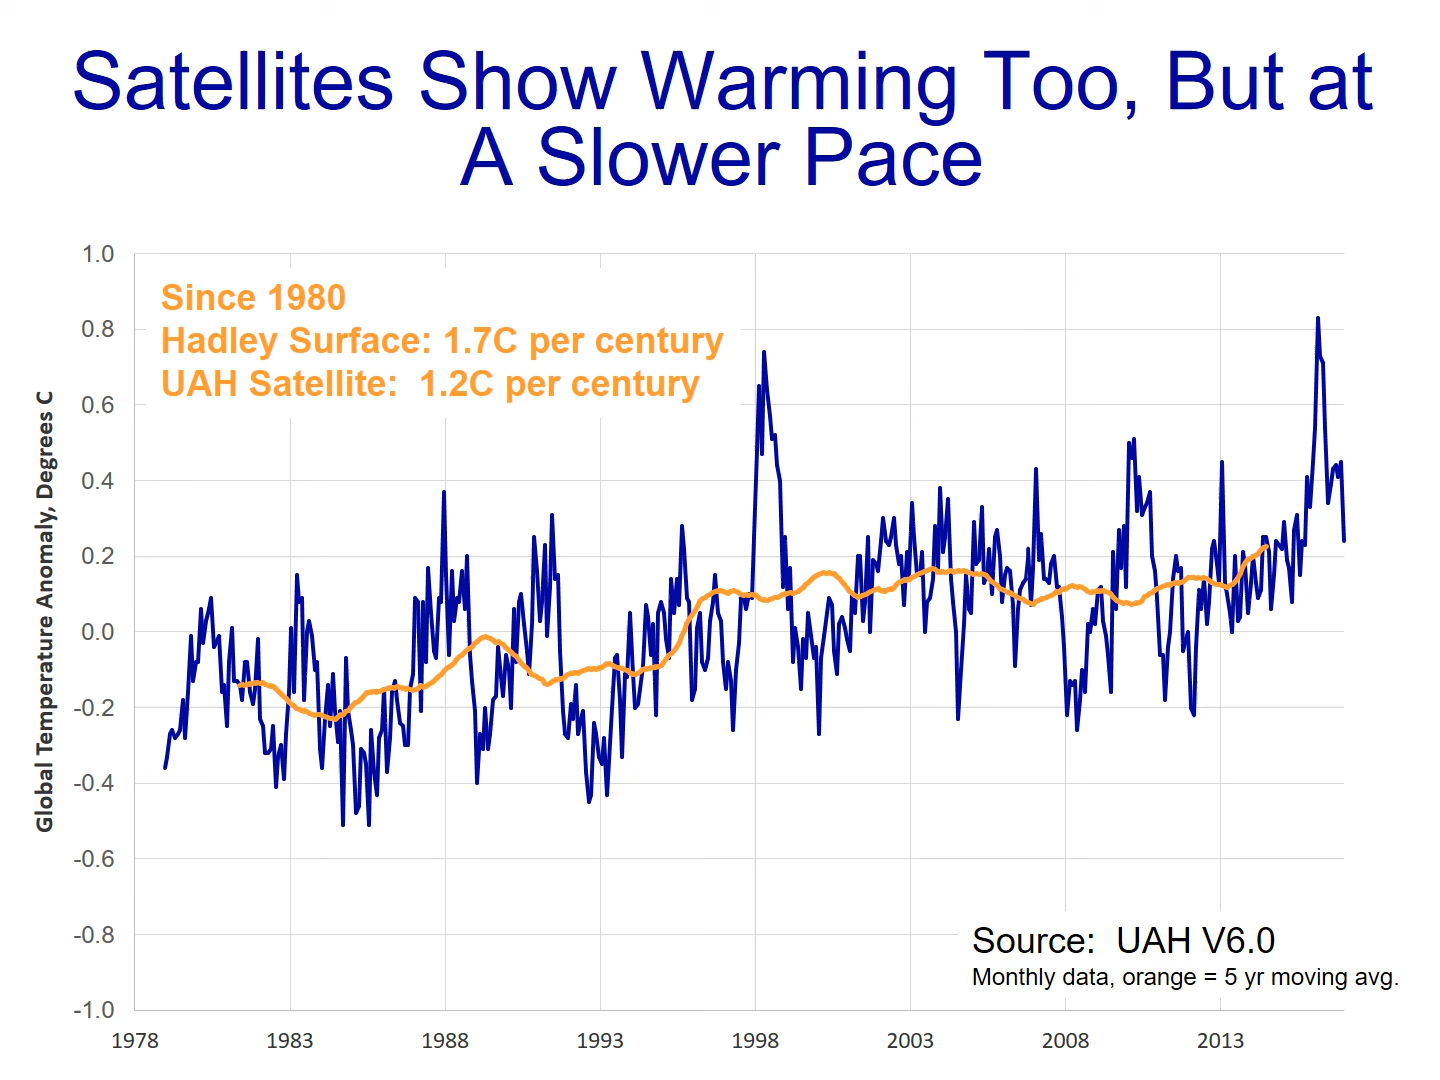 Satellites Show Warming Too, But at
A Slower Pace
Since 1980
Hadley Surface: 1.7C per century
UAH Satellite:  1.2C per century
Global Temperature Anomaly, Degrees C
1.0
0.8
0.6
0.4
0.2
0.0
-0.2
-0.4
-0.6
-0.8
-1.0
Source:  UAH V6.0
Monthly data, orange = 5 yr moving avg.
1978 1983 1988 1993 1998 2003 2008 2013